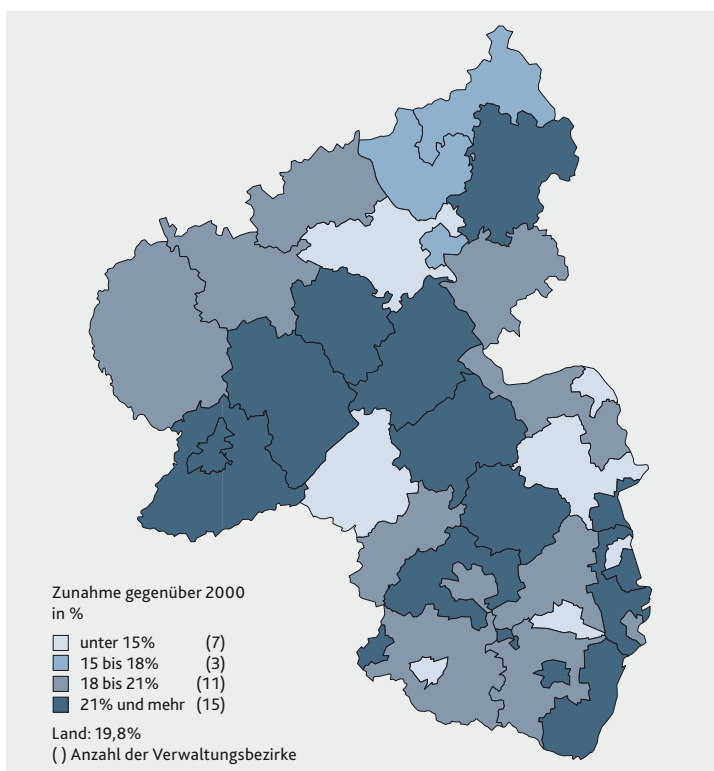 Zunahme gegenüber 2000
in %
unter 15% (7)
15 bis 18% (3)
18 bis 21% (11)
21% und mehr (15)
Land: 19,8%
( ) Anzahl der Verwaltungsbezirke